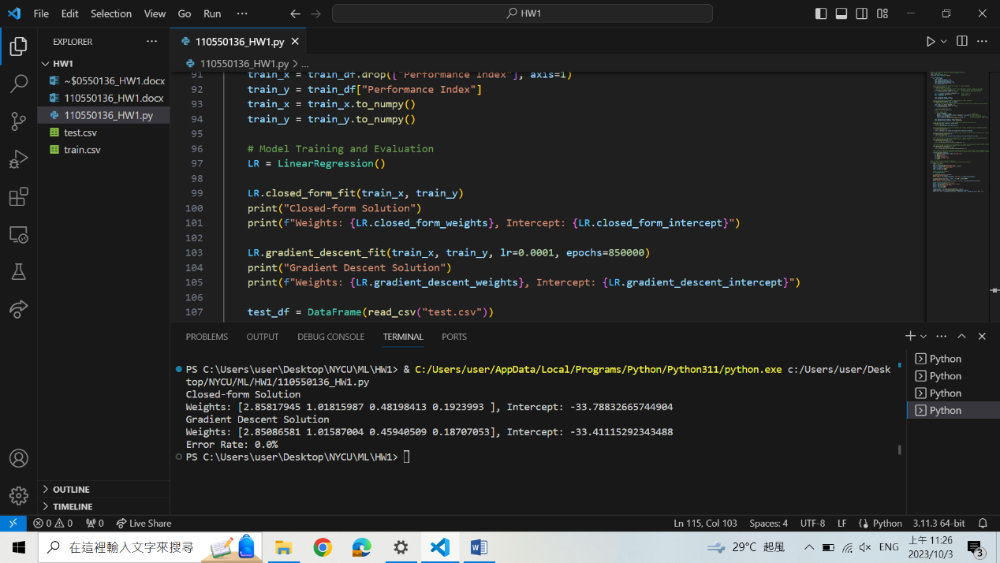 File Edit Selection View Go Run ··· HW1
EXPLORER ···
HW1
~$0550136_HW1.docx
110550136_HW1.docx
110550136_HW1.py
test.csv
train.csv
OUTLINE
TIMELINE
110550136_HW1.py
110550136_HW1.py > ...
91 train_x = train_df.drop(["Performance Index"], axis=1)
92 train_y = train_df["Performance Index"]
93 train_x = train_x.to_numpy()
94 train_y = train_y.to_numpy()
95
96 # Model Training and Evaluation
97 LR = LinearRegression()
98
99 LR.closed_form_fit(train_x, train_y)
100 print("Closed-form Solution")
101 print(f"Weights: {LR.closed_form_weights}, Intercept: {LR.closed_form_intercept}")
102
103 LR.gradient_descent_fit(train_x, train_y, lr=0.0001, epochs=850000)
104 print("Gradient Descent Solution")
105 print(f"Weights: {LR.gradient_descent_weights}, Intercept: {LR.gradient_descent_intercept}")
106
107 test_df = DataFrame(read_csv("test.csv"))
PROBLEMS OUTPUT DEBUG CONSOLE TERMINAL PORTS
PS C:\Users\user\Desktop\NYCU\ML\HW1> & C:/Users/user/AppData/Local/Programs/Python/Python311/python.exe c:/Users/user/Desk
top/NYCU/ML/HW1/110550136_HW1.py
Closed-form Solution
Weights: [2.85817945 1.01815987 0.48198413 0.1923993 ], Intercept: -33.78832665744904
Gradient Descent Solution
Weights: [2.85086581 1.01587004 0.45940509 0.18707053], Intercept: -33.41115292343488
Error Rate: 0.0%
PS C:\Users\user\Desktop\NYCU\ML\HW1>
Python
Python
Python
Python
0 0 0 Live Share Ln 115, Col 103 Spaces: 4 UTF-8 LF Python 3.11.3 64-bit
在這裡輸入文字來搜尋 29°C 起風 ENG 上午 11:26
2023/10/3 3